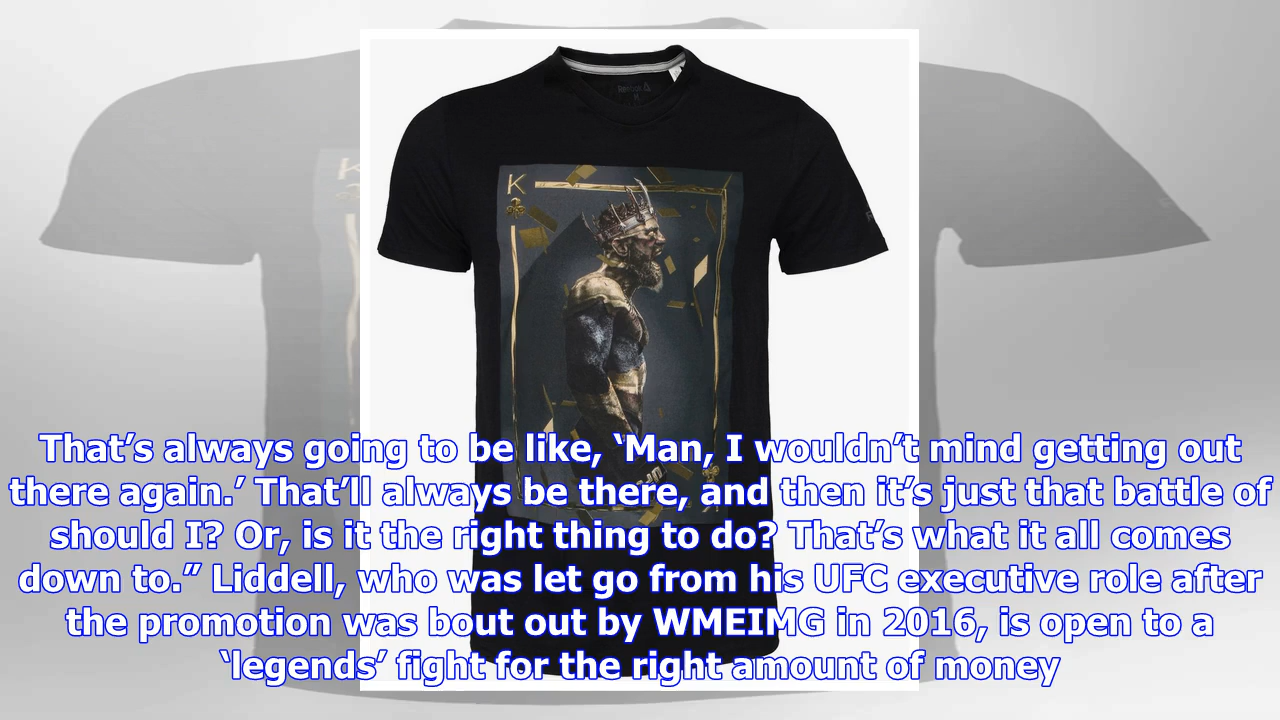 Reebok
K
That’s always going to be like, ‘Man, I wouldn’t mind getting out
there again.’ That’ll always be there, and then it’s just that battle of
should I? Or, is it the right thing to do? That’s what it all comes
down to.” Liddell, who was let go from his UFC executive role after
the promotion was bout out by WMEIMG in 2016, is open to a
‘legends’ fight for the right amount of money